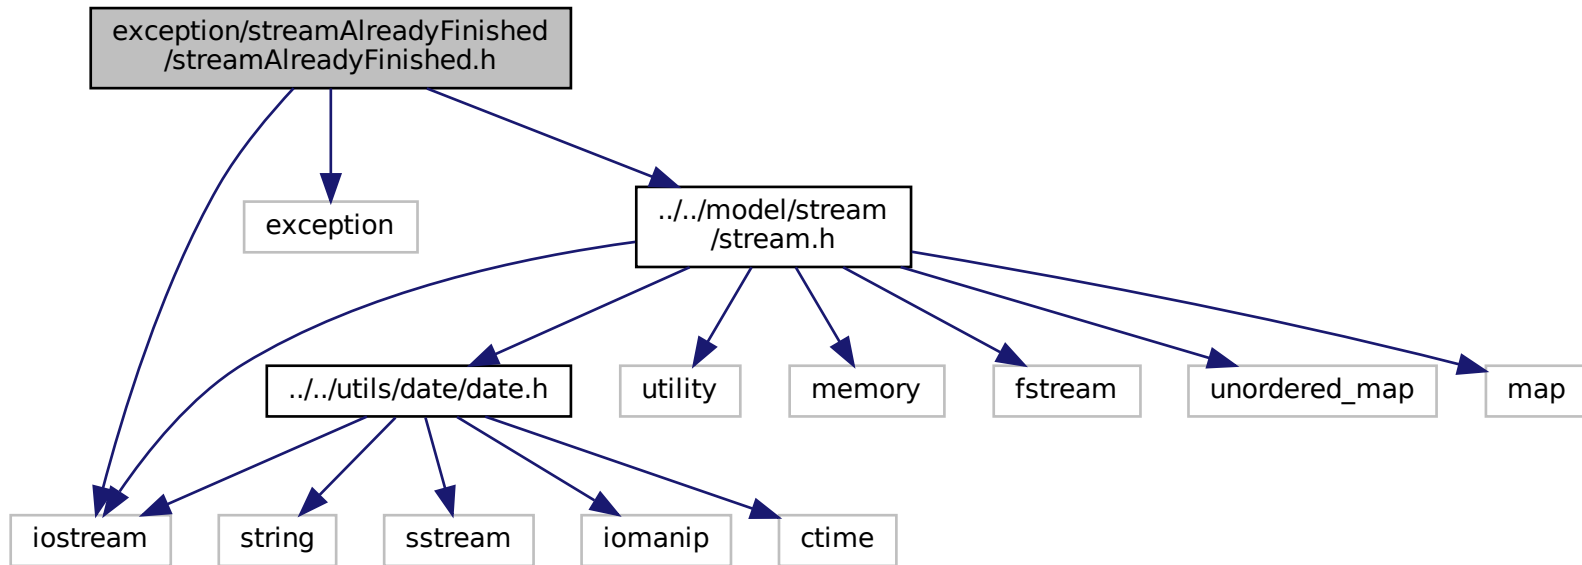 exception/streamAlreadyFinished
/streamAlreadyFinished.h
exception
../../model/stream
/stream.h
../../utils/date/date.h
utility
memory
fstream
unordered_map
map
iostream
string
sstream
iomanip
ctime